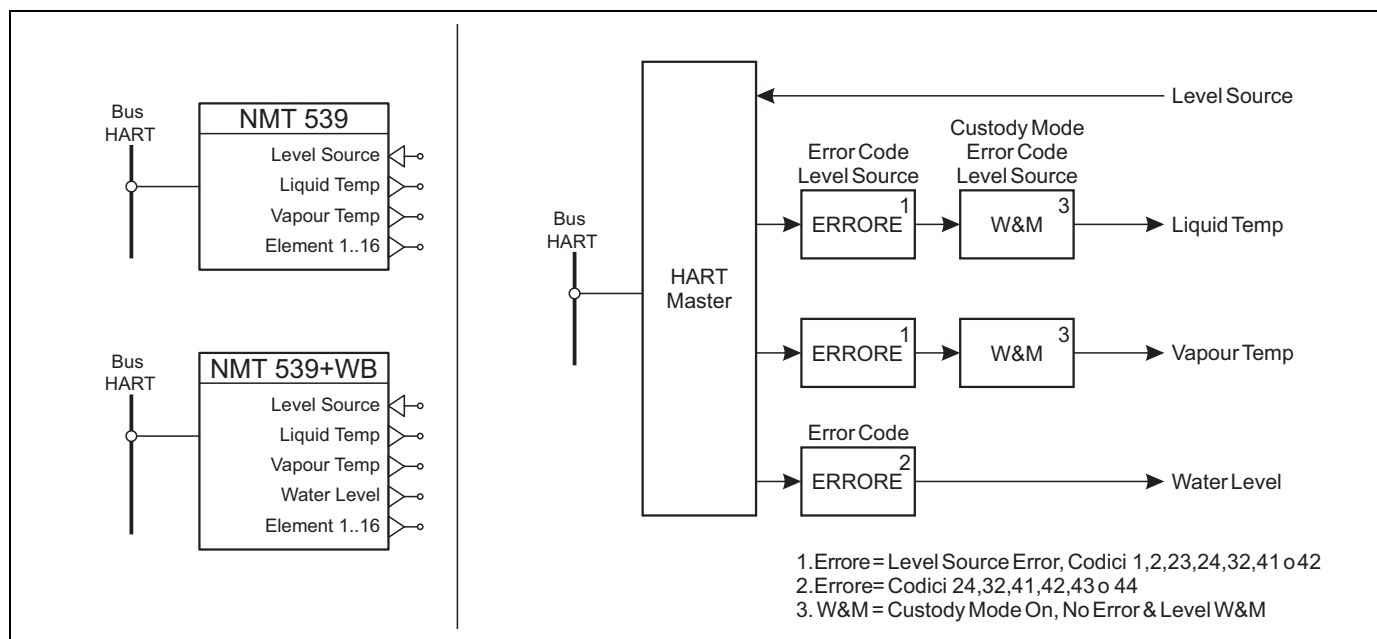 Bus
HART
NMT 539
Level Source
Liquid Temp
Vapour Temp
Element 1..16
Bus
HART
NMT 539+WB
Level Source
Liquid Temp
Vapour Temp
Water Level
Element 1..16
Bus
HART
HART
Master
Level Source
Error Code
Level Source
ERRORE 1
Custody Mode
Error Code
Level Source
W&M 3
Liquid Temp
ERRORE 1
W&M 3
Vapour Temp
Error Code
ERRORE 2
Water Level
1. Errore = Level Source Error, Codici 1,2,23,24,32,41 o 42
2. Errore= Codici 24,32,41,42,43 o 44
3. W&M = Custody Mode On, No Error & Level W&M